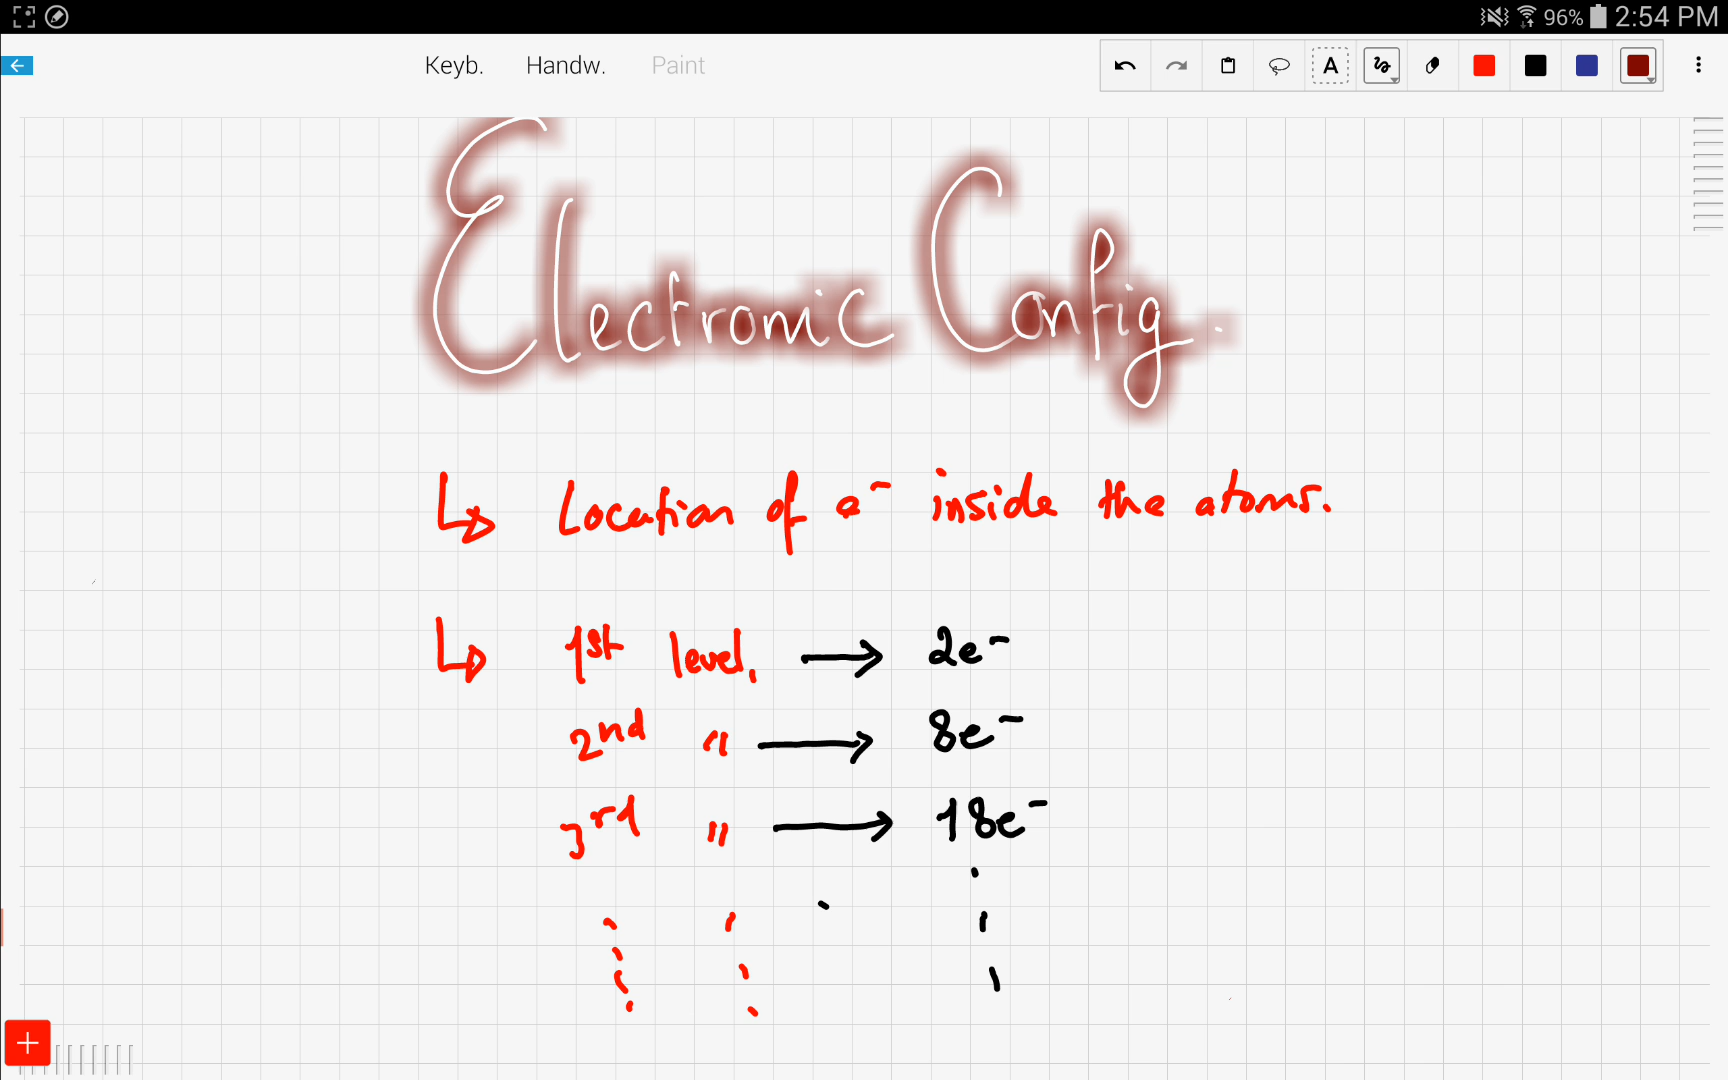 96% 2:54 PM
Keyb. Handw. Paint A
Electronic Config.
↳ Location of e⁻ inside the atoms.
↳ 1st level, → 2e⁻
2nd " → 8e⁻
3rd " → 18e⁻